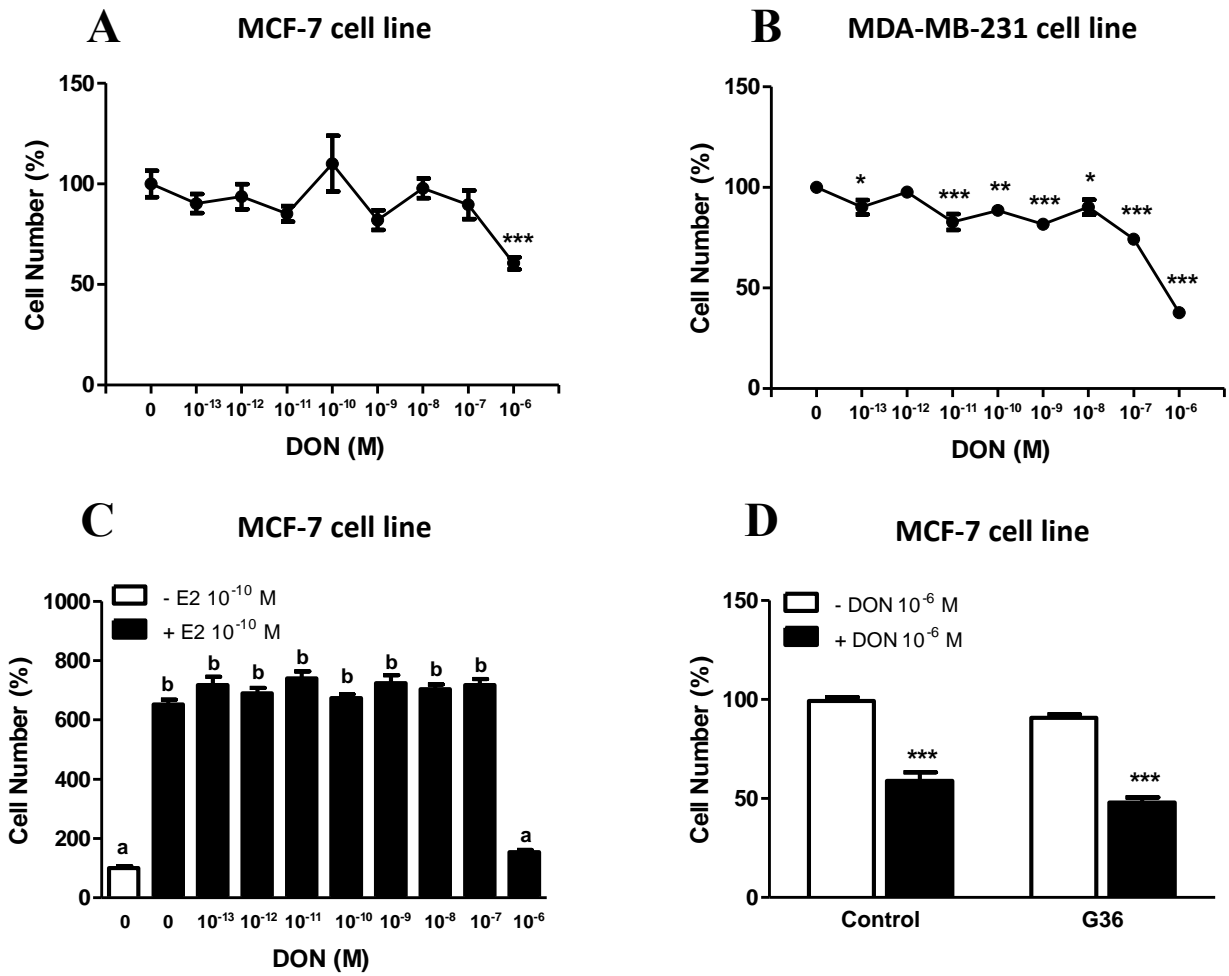 A
MCF-7 cell line
150
100
50
0
Cell Number (%)
***
0 10⁻¹³ 10⁻¹² 10⁻¹¹ 10⁻¹⁰ 10⁻⁹ 10⁻⁸ 10⁻⁷ 10⁻⁶
DON (M)
B
MDA-MB-231 cell line
150
100
50
0
Cell Number (%)
* *** ** *** * *** ***
0 10⁻¹³ 10⁻¹² 10⁻¹¹ 10⁻¹⁰ 10⁻⁹ 10⁻⁸ 10⁻⁷ 10⁻⁶
DON (M)
C
MCF-7 cell line
- E2 10⁻¹⁰ M
+ E2 10⁻¹⁰ M
1000
800
600
400
200
0
Cell Number (%)
a b b b b b b b b a
0 0 10⁻¹³ 10⁻¹² 10⁻¹¹ 10⁻¹⁰ 10⁻⁹ 10⁻⁸ 10⁻⁷ 10⁻⁶
DON (M)
D
MCF-7 cell line
- DON 10⁻⁶ M
+ DON 10⁻⁶ M
150
100
50
0
Cell Number (%)
*** ***
Control G36